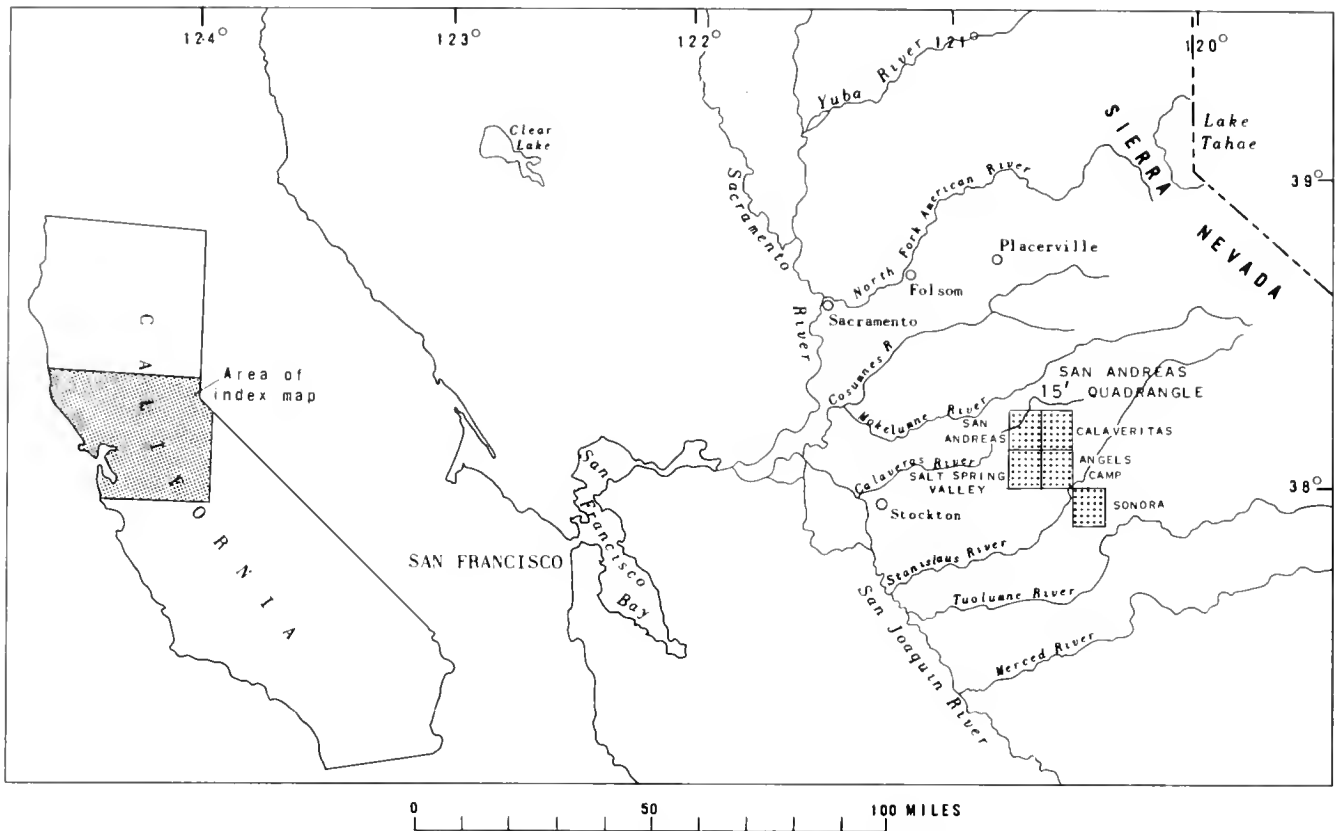 124°
123°
122°
121°
120°
Yuba River
SIERRA NEVADA
Lake
Tahae
Clear
Lake
39°
Sacramento River
North Fork American River
Placerville
Folsom
Sacramento
CALIFORNIA
Area of
index map
Cosumnes R
Mokelumne River
SAN ANDREAS
15' QUADRANGLE
SAN
ANDREAS
CALAVERITAS
Calaveras River
SALT SPRING
VALLEY
ANGELS
CAMP
38°
SONORA
Stockton
San Francisco Bay
SAN FRANCISCO
Stanislaus River
Tuolumne River
San Joaquin River
Merced River
0 50 100 MILES